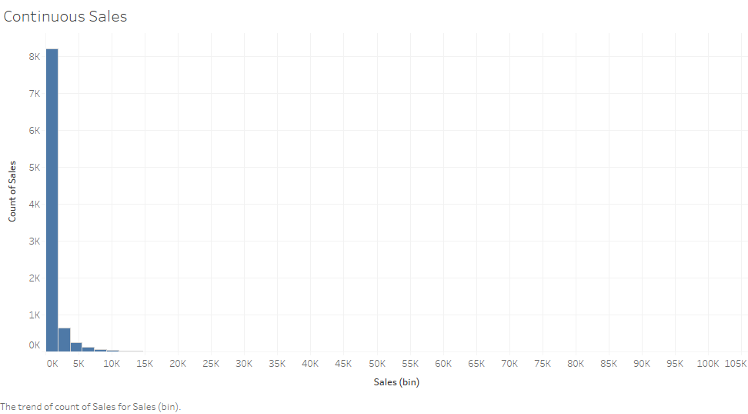 Continuous Sales
8K
7K
6K
5K
4K
3K
2K
1K
0K
Count of Sales
0K 5K 10K 15K 20K 25K 30K 35K 40K 45K 50K 55K 60K 65K 70K 75K 80K 85K 90K 95K 100K 105K
Sales (bin)
The trend of count of Sales for Sales (bin).